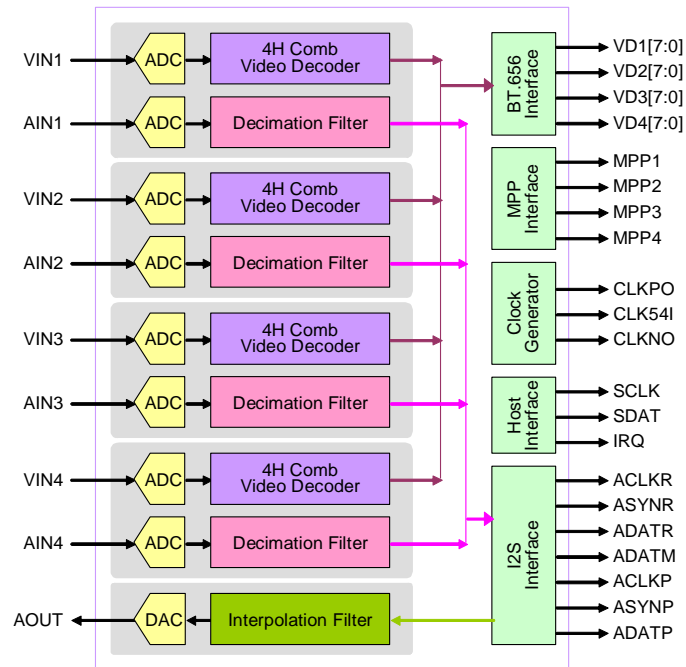 VIN1
ADC
4H Comb
Video Decoder
AIN1
ADC
Decimation Filter
VIN2
ADC
4H Comb
Video Decoder
AIN2
ADC
Decimation Filter
VIN3
ADC
4H Comb
Video Decoder
AIN3
ADC
Decimation Filter
VIN4
ADC
4H Comb
Video Decoder
AIN4
ADC
Decimation Filter
AOUT
DAC
Interpolation Filter
BT.656
Interface
VD1[7:0]
VD2[7:0]
VD3[7:0]
VD4[7:0]
MPP
Interface
MPP1
MPP2
MPP3
MPP4
Clock
Generator
CLKPO
CLK54I
CLKNO
Host
Interface
SCLK
SDAT
IRQ
I2S
Interface
ACLKR
ASYNR
ADATR
ADATM
ACLKP
ASYNP
ADATP